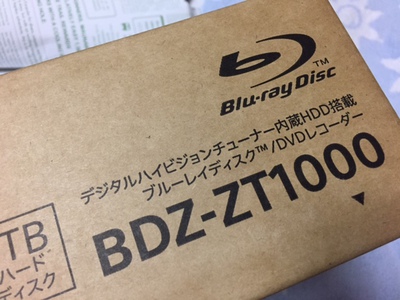 Blu-ray Disc™
デジタルハイビジョンチューナー内蔵HDD搭載
ブルーレイディスク™/DVDレコーダー
BDZ-ZT1000
TB
ハード
ディスク